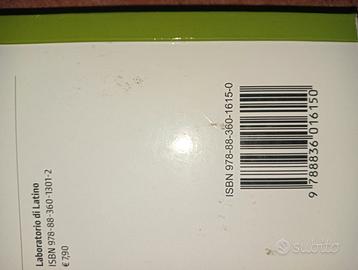 Laboratorio di Latino
ISBN 978-88-360-1301-2
€ 7,90
ISBN 978-88-360-1615-0
9 788836 016150
subito